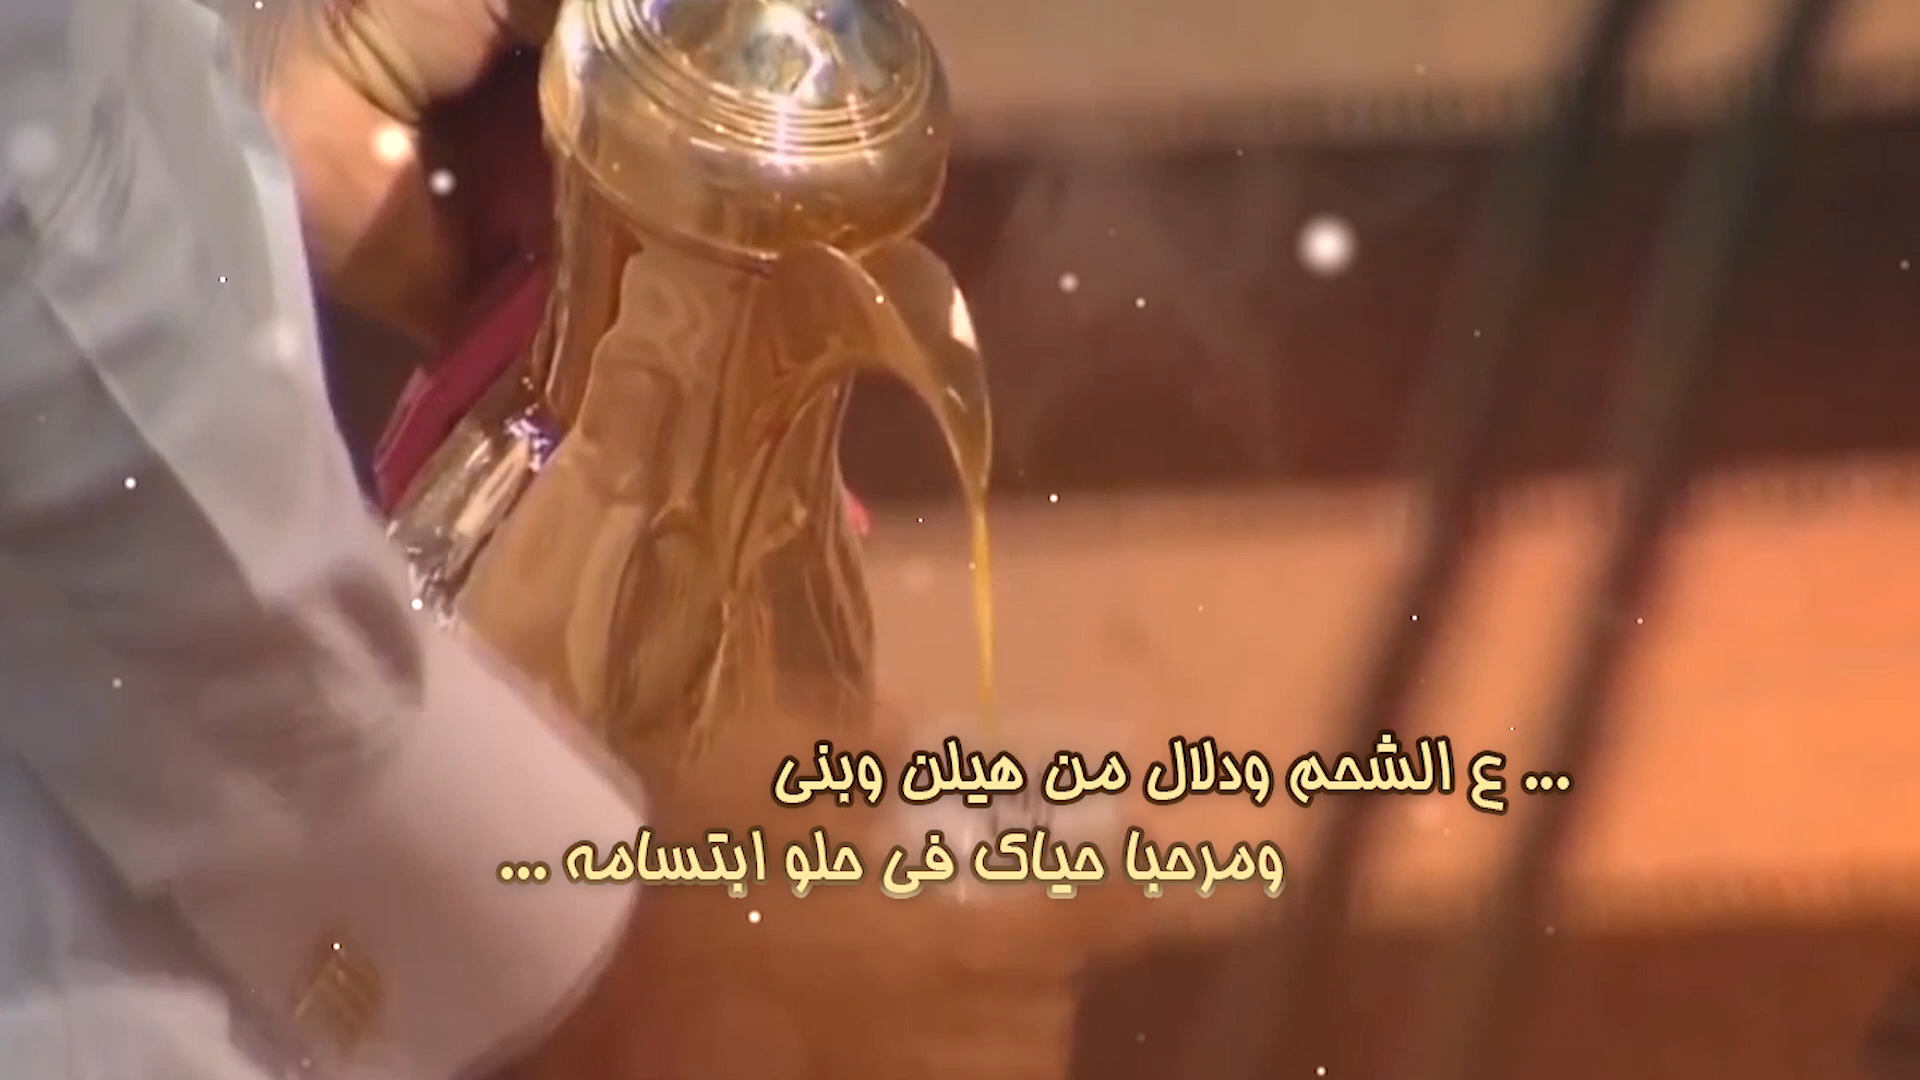 ... ع الشحم ودلال من هيلن وبنى
ومرحبا حياك فى حلو ابتسامه ...